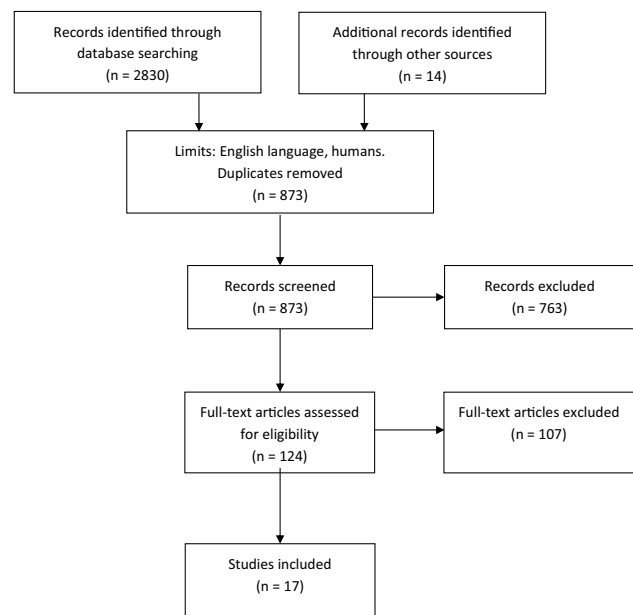 Records identified through
database searching
(n = 2830)
Additional records identified
through other sources
(n = 14)
Limits: English language, humans.
Duplicates removed
(n = 873)
Records screened
(n = 873)
Records excluded
(n = 763)
Full-text articles assessed
for eligibility
(n = 124)
Full-text articles excluded
(n = 107)
Studies included
(n = 17)